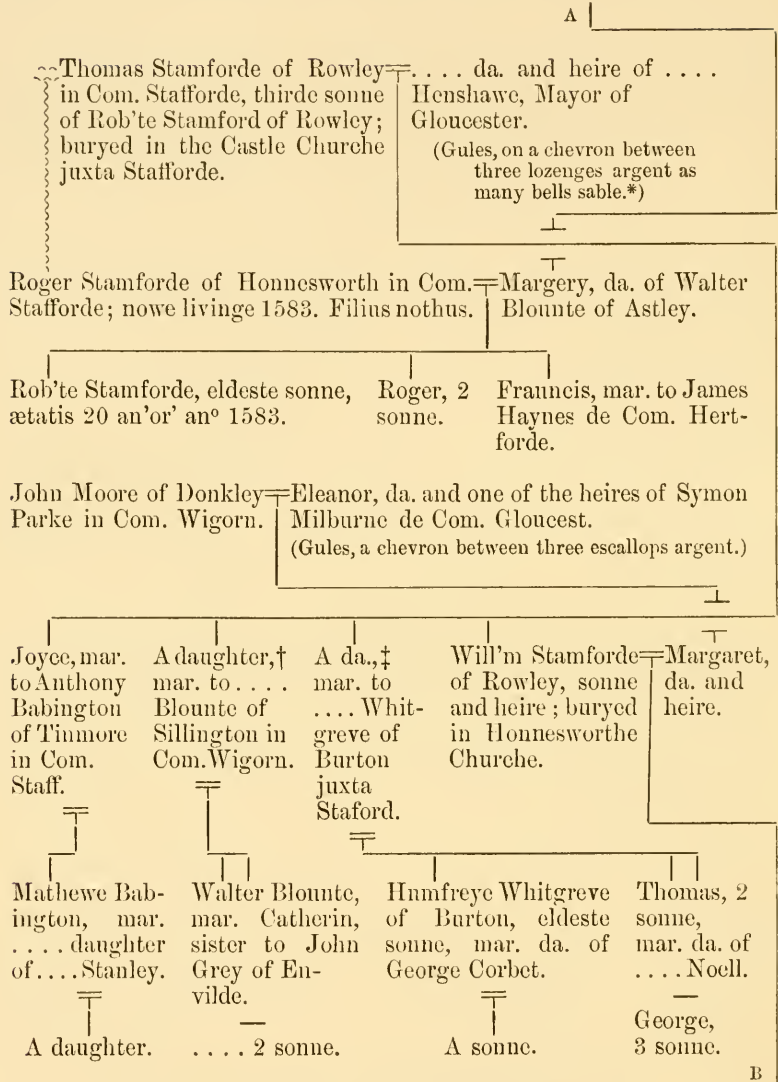 A
Thomas Stamforde of Rowley
in Com. Stafforde, thirde sonne
of Rob'te Stamford of Rowley;
buryed in the Castle Churche
juxta Stafforde.
. . . . da. and heire of . . . .
Henshawe, Mayor of
Gloucester.
(Gules, on a chevron between
three lozenges argent as
many bells sable.*)
Roger Stamforde of Honnesworth in Com.
Stafforde; nowe livinge 1583. Filius nothus.
Margery, da. of Walter
Blounte of Astley.
Rob'te Stamforde, eldeste sonne,
ætatis 20 an'or' anº 1583.
Roger, 2
sonne.
Frauncis, mar. to James
Haynes de Com. Hert-
forde.
John Moore of Donkley
Parke in Com. Wigorn.
Eleanor, da. and one of the heires of Symon
Milburne de Com. Gloucest.
(Gules, a chevron between three escallops argent.)
Joyce, mar.
to Anthony
Babington
of Tinmore
in Com.
Staff.
A daughter,†
mar. to . . . .
Blounte of
Sillington in
Com. Wigorn.
A da.,‡
mar. to
. . . . Whit-
greve of
Burton
juxta
Staford.
Will'm Stamforde
of Rowley, sonne
and heire; buryed
in Honnesworthe
Churche.
Margaret,
da. and
heire.
Mathewe Bab-
ington, mar.
. . . . daughter
of . . . . Stanley.
Walter Blounte,
mar. Catherin,
sister to John
Grey of En-
vilde.
Humfreye Whitgreve
of Burton, eldeste
sonne, mar. da. of
George Corbet.
Thomas, 2
sonne,
mar. da. of
. . . . Noell.
A daughter.
. . . . 2 sonne.
A sonne.
George,
3 sonne.
B